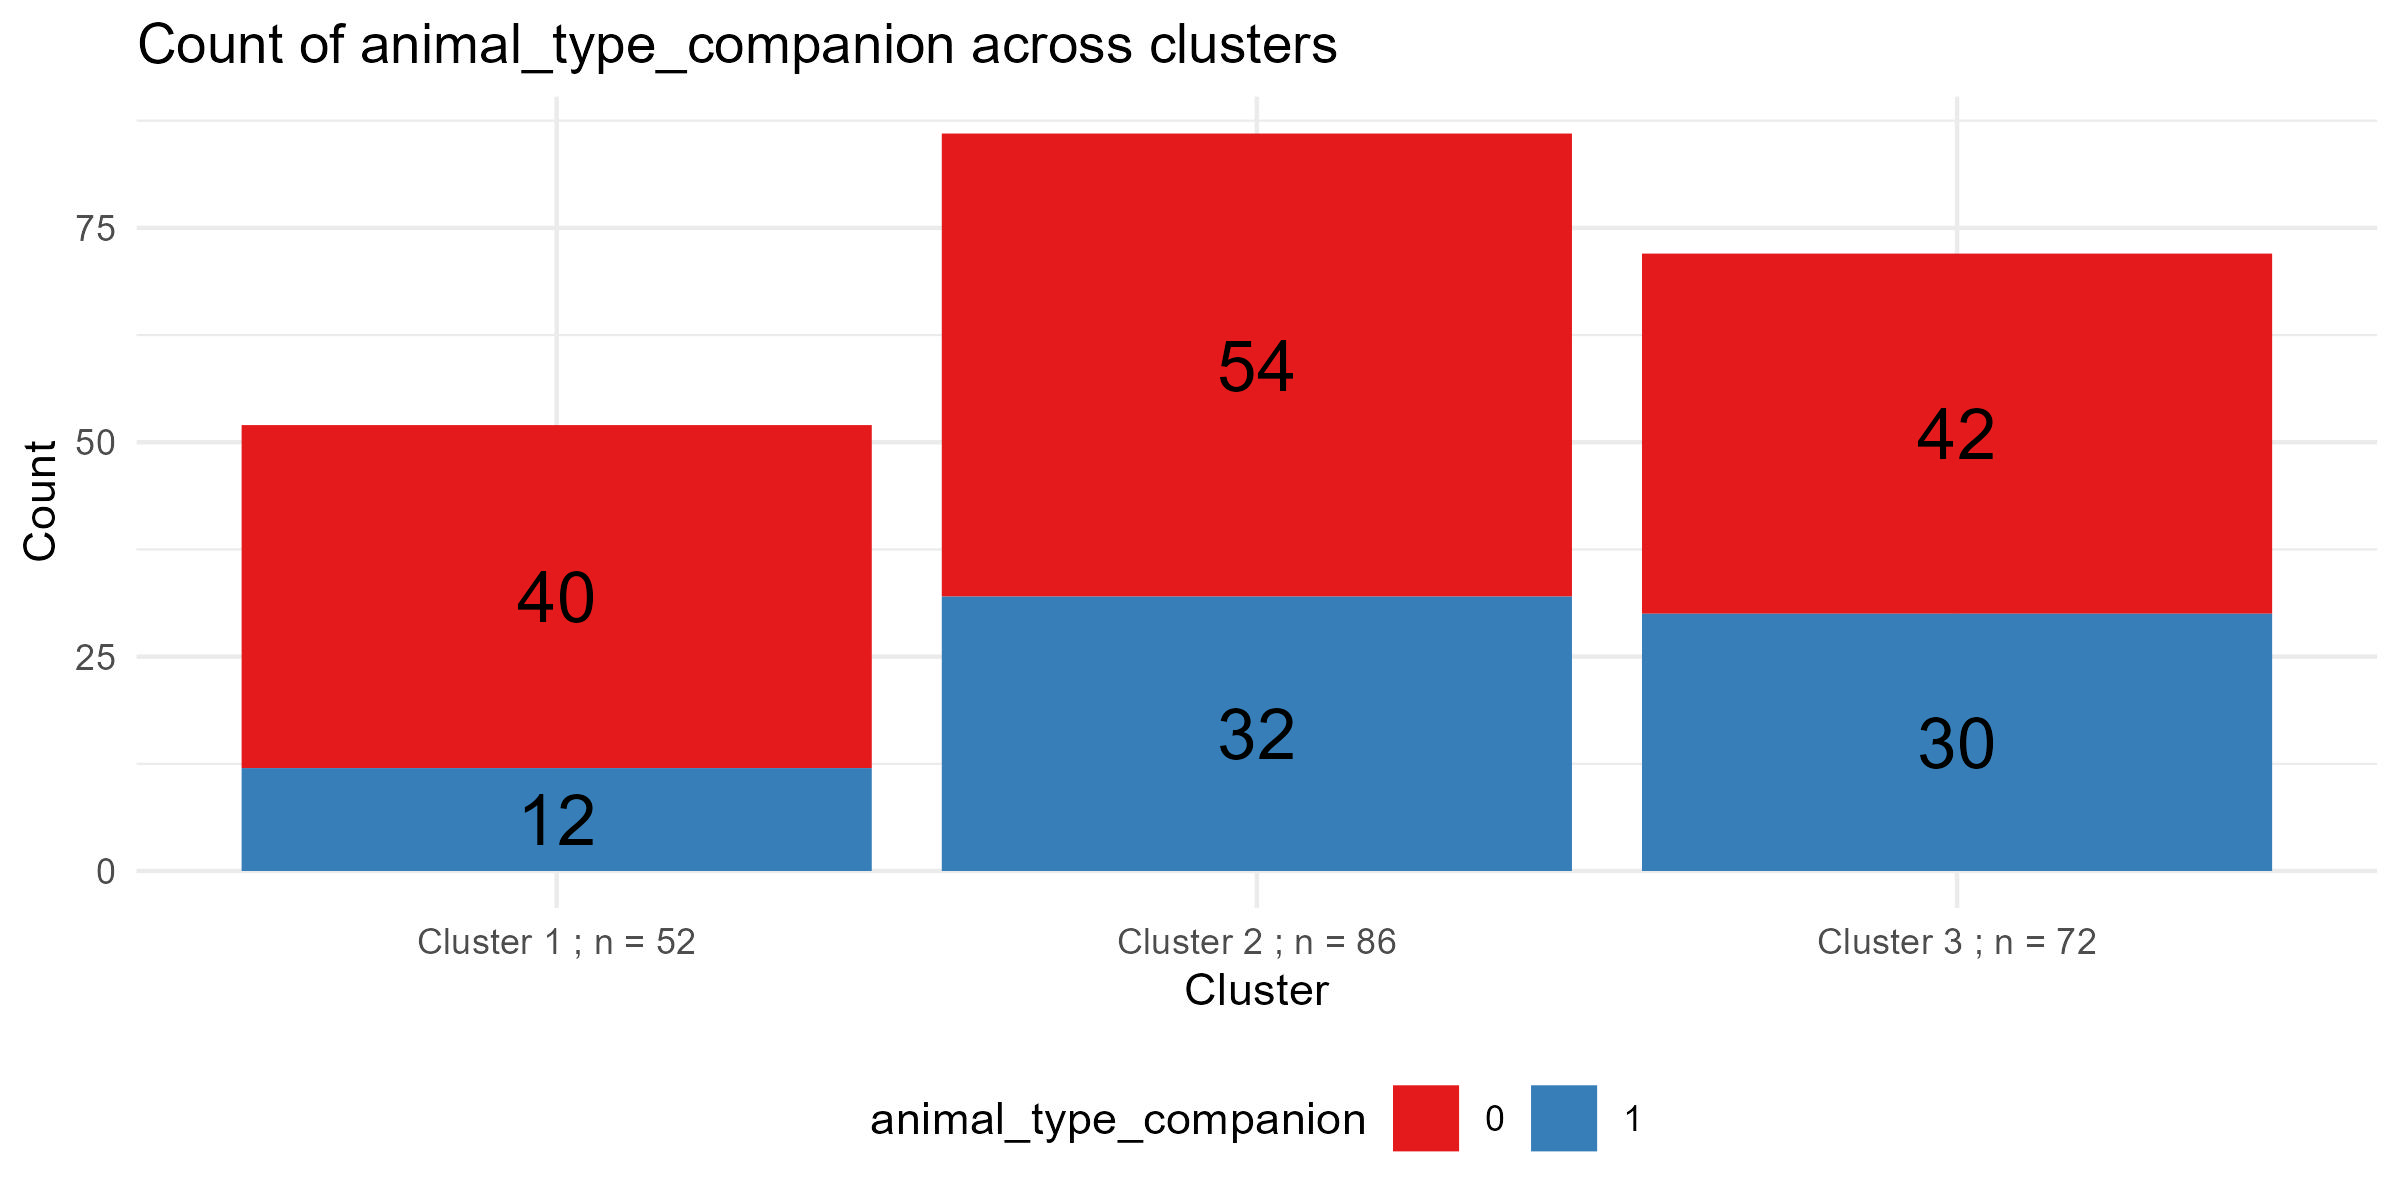 Count of animal_type_companion across clusters
75
50
25
0
Count
54
42
40
32
30
12
Cluster 1 ; n = 52
Cluster 2 ; n = 86
Cluster 3 ; n = 72
Cluster
animal_type_companion 0 1